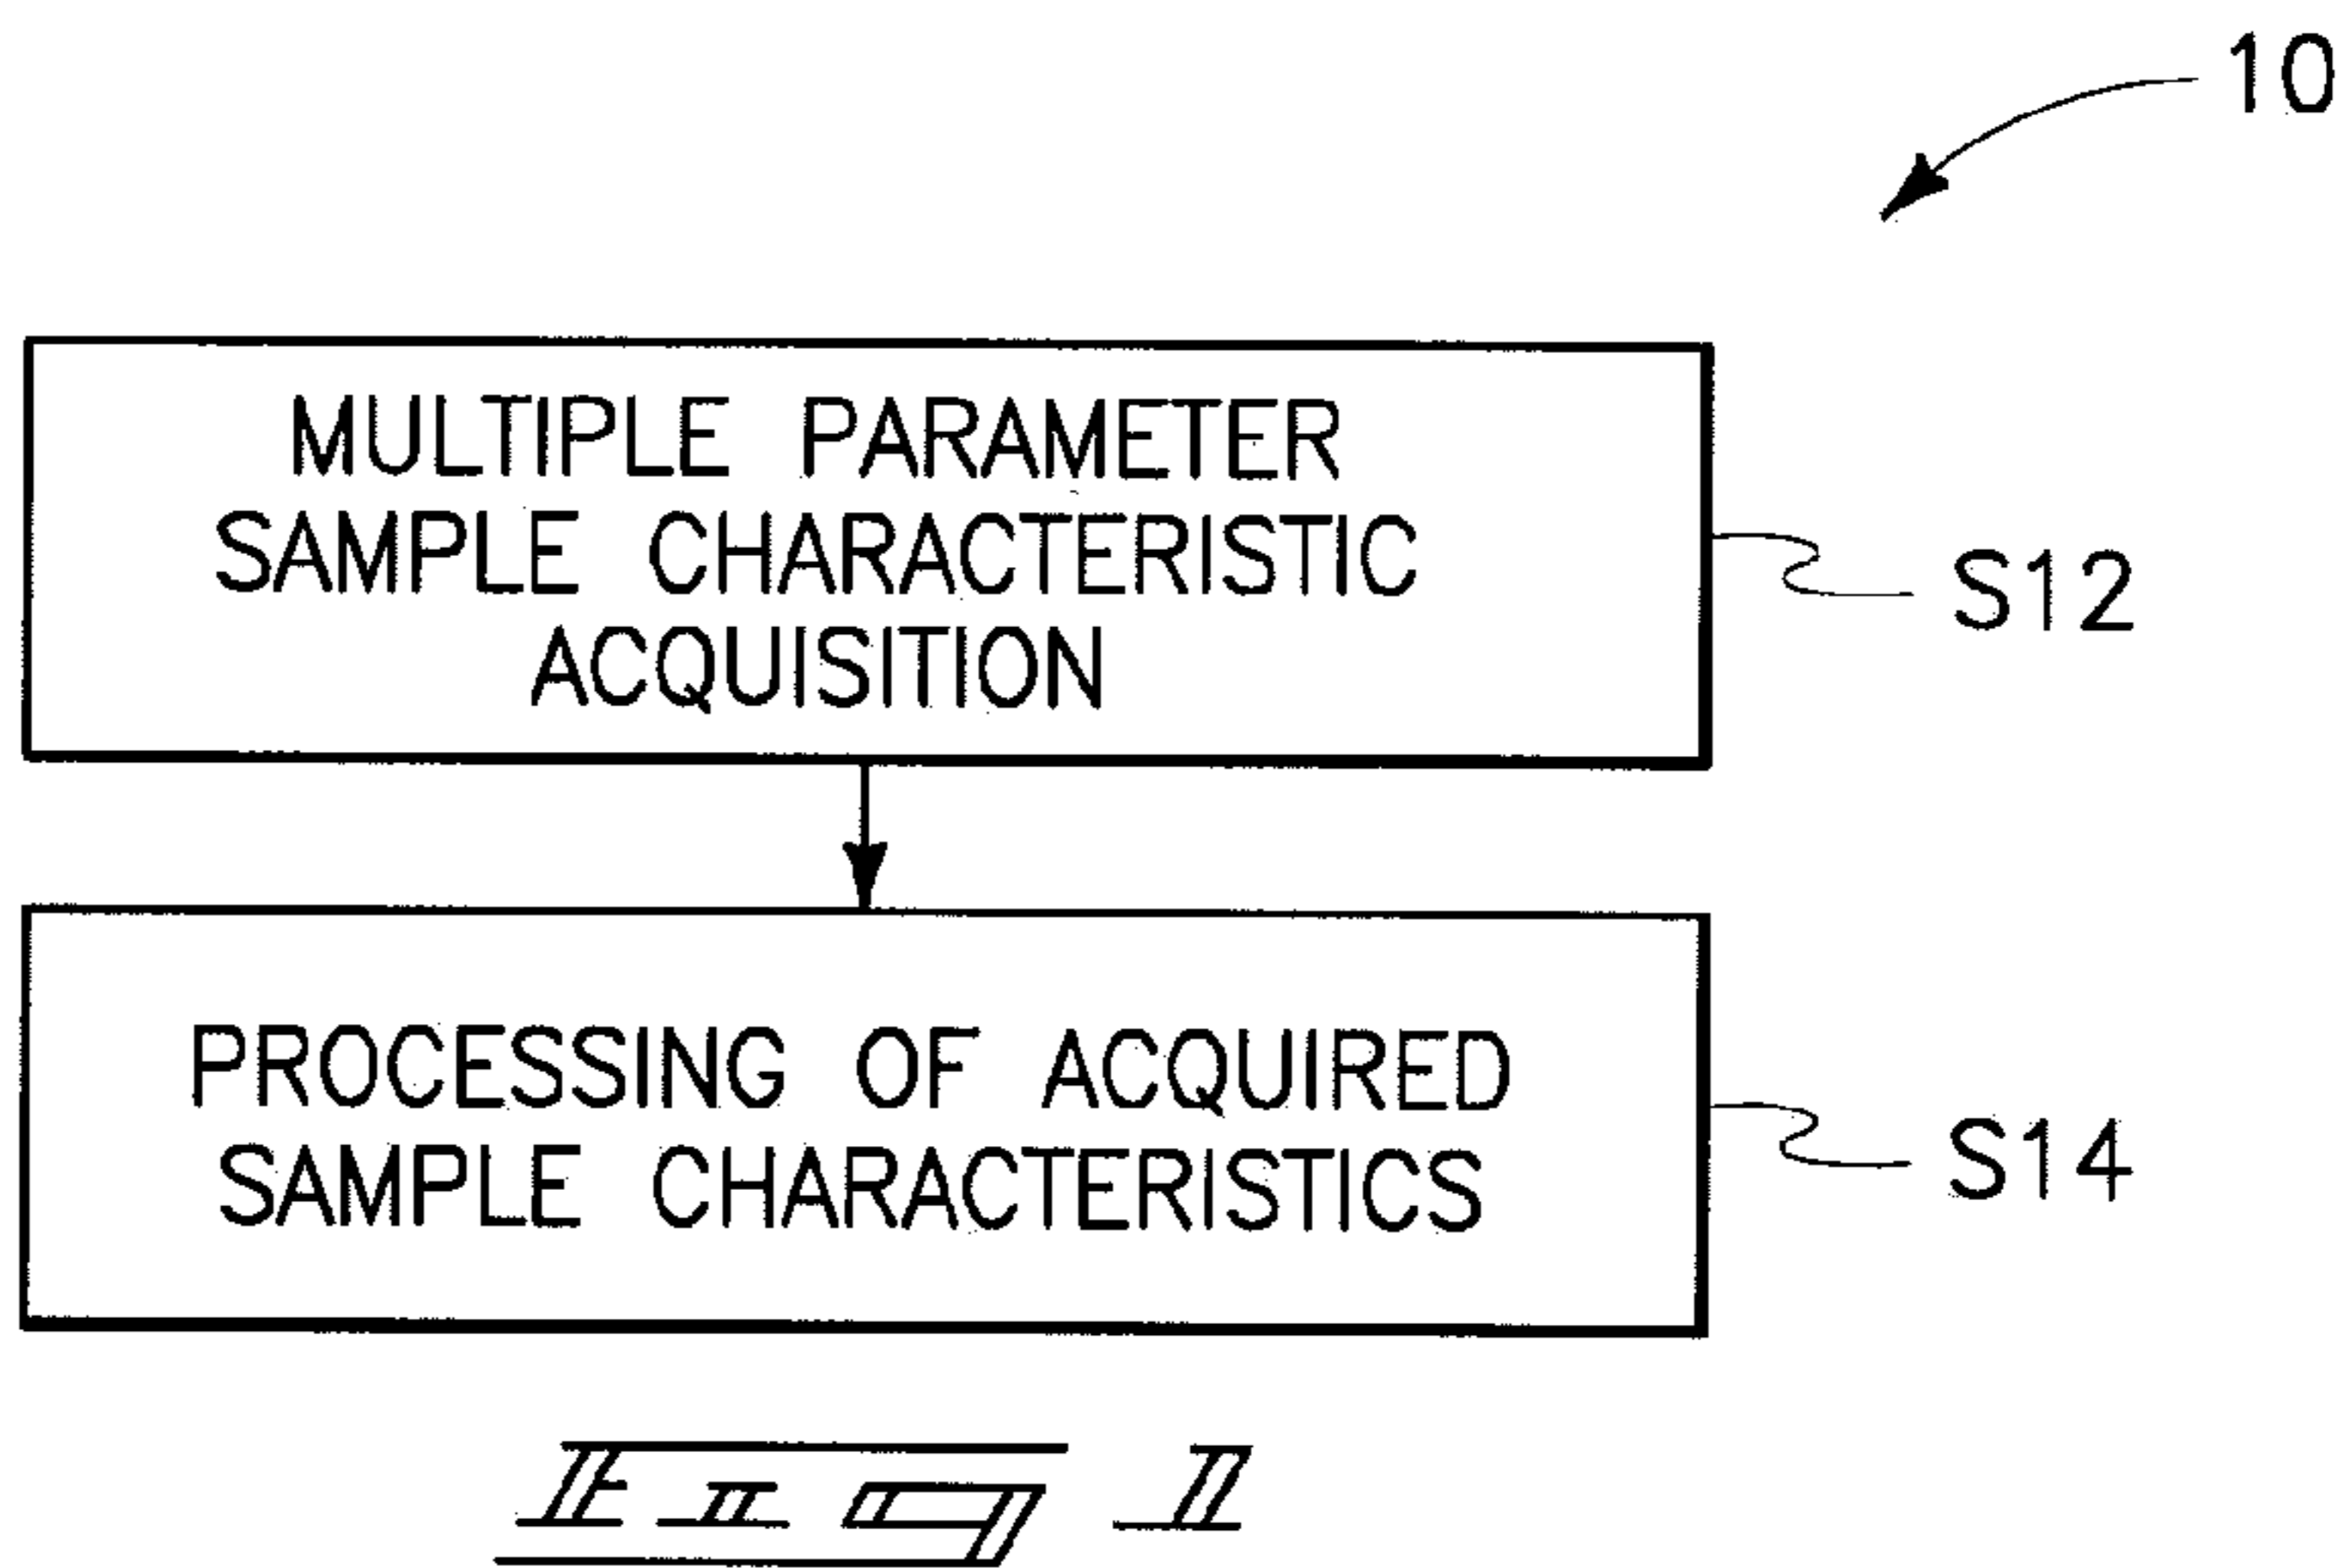 10
MULTIPLE PARAMETER
SAMPLE CHARACTERISTIC
ACQUISITION
S12
PROCESSING OF ACQUIRED
SAMPLE CHARACTERISTICS
S14
Fig 1